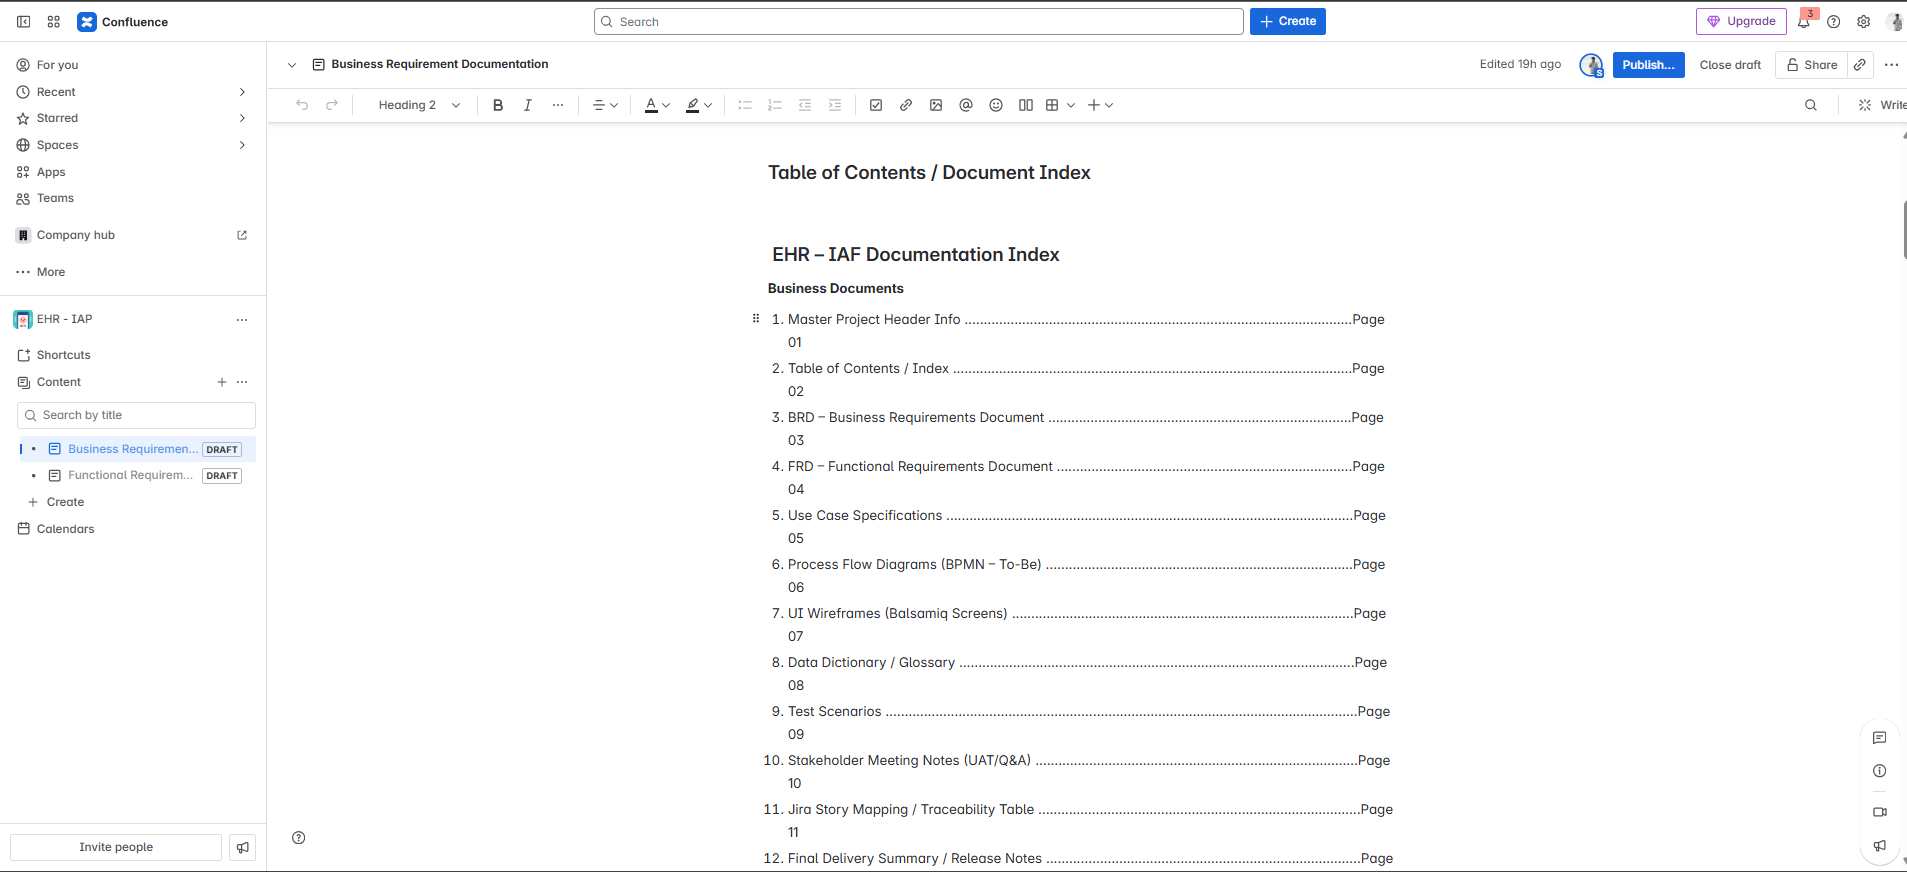 Confluence
Search
Create
Upgrade
3
For you
Recent
Starred
Spaces
Apps
Teams
Company hub
More
EHR - IAP
Shortcuts
Content
Search by title
Business Requiremen... DRAFT
Functional Requirem... DRAFT
Create
Calendars
Invite people
Business Requirement Documentation
Edited 19h ago
S
Publish...
Close draft
Share
Heading 2
B I A
Write
Table of Contents / Document Index
EHR – IAF Documentation Index
Business Documents
1. Master Project Header Info ................................................................................................Page
01
2. Table of Contents / Index ...................................................................................................Page
02
3. BRD – Business Requirements Document ...........................................................................Page
03
4. FRD – Functional Requirements Document .........................................................................Page
04
5. Use Case Specifications .....................................................................................................Page
05
6. Process Flow Diagrams (BPMN – To-Be) ............................................................................Page
06
7. UI Wireframes (Balsamiq Screens) .....................................................................................Page
07
8. Data Dictionary / Glossary ..................................................................................................Page
08
9. Test Scenarios .....................................................................................................................Page
09
10. Stakeholder Meeting Notes (UAT/Q&A) ................................................................................Page
10
11. Jira Story Mapping / Traceability Table ................................................................................Page
11
12. Final Delivery Summary / Release Notes ..............................................................................Page